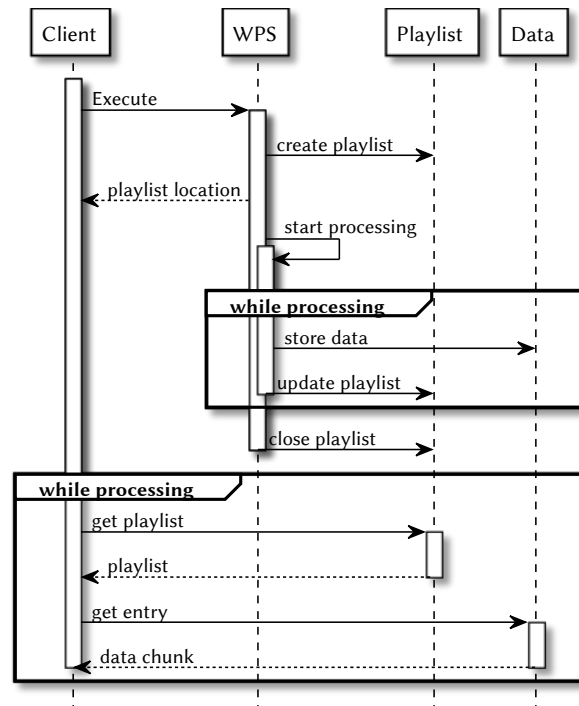 Client WPS Playlist Data
Execute
create playlist
playlist location
start processing
while processing
store data
update playlist
close playlist
while processing
get playlist
playlist
get entry
data chunk